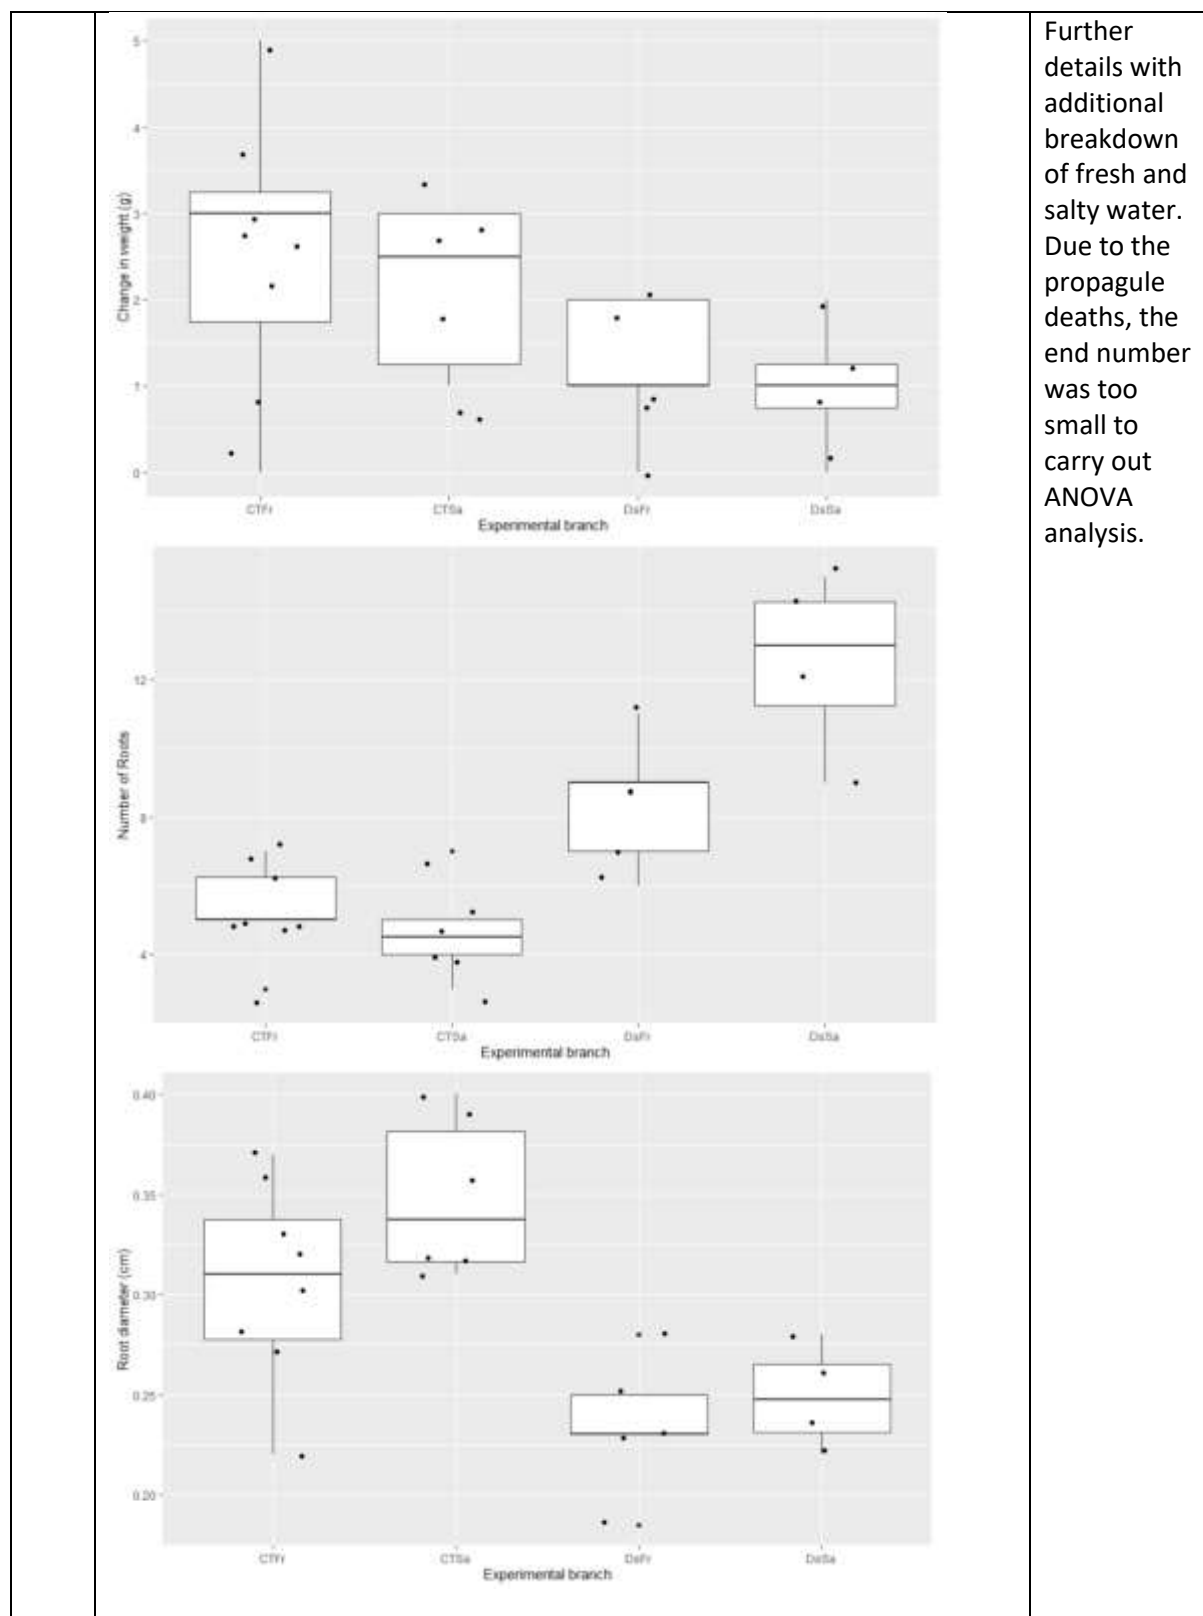 5
4
3
2
1
0
Change in weight (g)
CTFr
CTSa
DsFr
DsSa
Experimental branch
12
8
4
Number of Roots
CTFr
CTSa
DsFr
DsSa
Experimental branch
0.40
0.35
0.30
0.25
0.20
Root diameter (cm)
CTFr
CTSa
DsFr
DsSa
Experimental branch
Further
details with
additional
breakdown
of fresh and
salty water.
Due to the
propagule
deaths, the
end number
was too
small to
carry out
ANOVA
analysis.